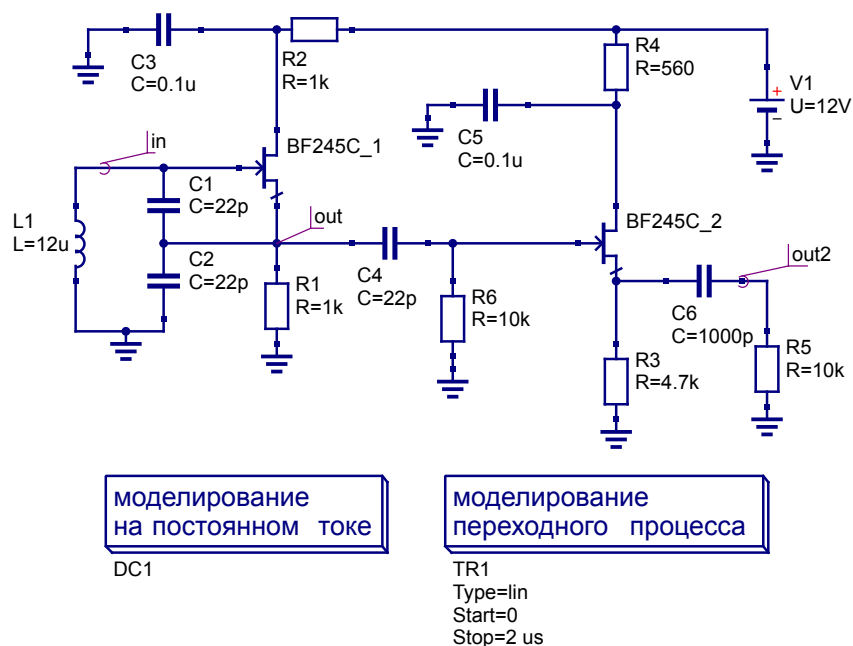 C3
C=0.1u
R2
R=1k
R4
R=560
V1
U=12V
+
−
C5
C=0.1u
in
BF245C_1
C1
C=22p
L1
L=12u
out
C2
C=22p
R1
R=1k
C4
C=22p
R6
R=10k
BF245C_2
out2
C6
C=1000p
R3
R=4.7k
R5
R=10k
моделирование
на постоянном токе
DC1
моделирование
переходного процесса
TR1
Type=lin
Start=0
Stop=2 us